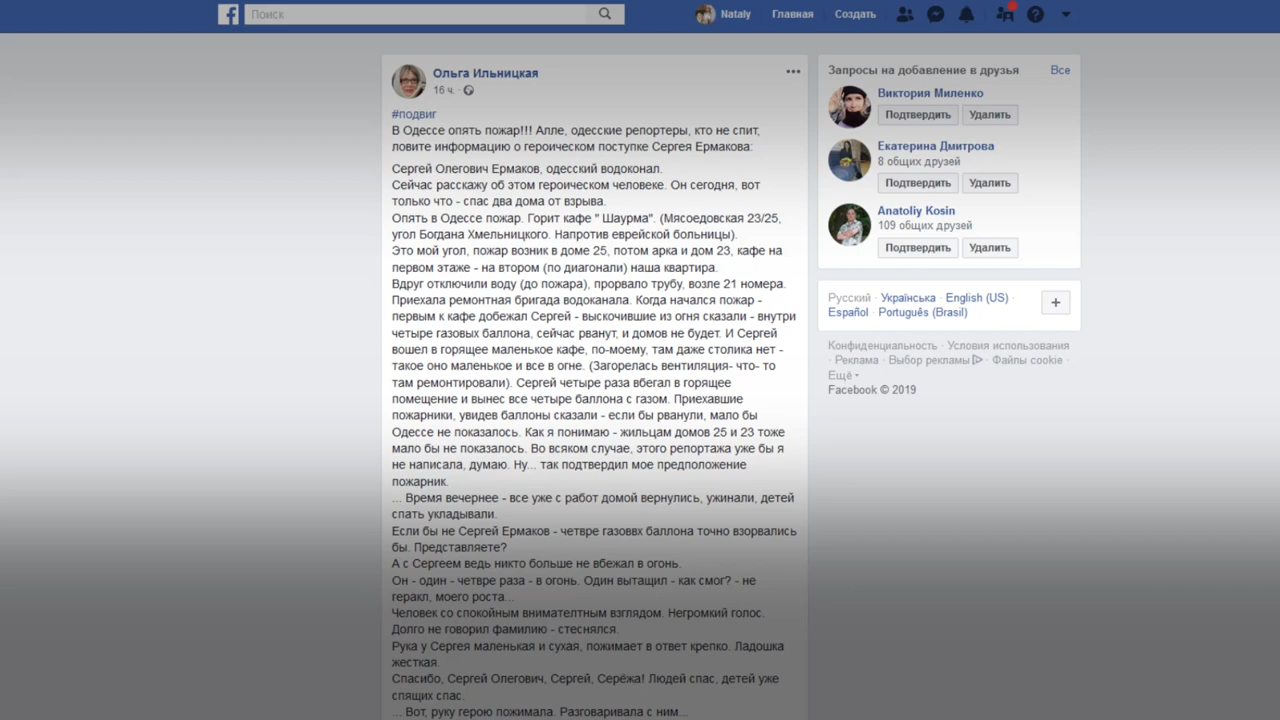 Поиск
Nataly
Главная
Создать
Ольга Ильницкая
16 ч. ·
#подвиг
В Одессе опять пожар!!! Алле, одесские репортеры, кто не спит,
ловите информацию о героическом поступке Сергея Ермакова:
Сергей Олегович Ермаков, одесский водоконал.
Сейчас расскажу об этом героическом человеке. Он сегодня, вот
только что - спас два дома от взрыва.
Опять в Одессе пожар. Горит кафе " Шаурма". (Мясоедовская 23/25,
угол Богдана Хмельницкого. Напротив еврейской больницы).
Это мой угол, пожар возник в доме 25, потом арка и дом 23, кафе на
первом этаже - на втором (по диагонали) наша квартира.
Вдруг отключили воду (до пожара), прорвало трубу, возле 21 номера.
Приехала ремонтная бригада водоканала. Когда начался пожар -
первым к кафе добежал Сергей - выскочившие из огня сказали - внутри
четыре газовых баллона, сейчас рванут, и домов не будет. И Сергей
вошел в горящее маленькое кафе, по-моему, там даже столика нет -
такое оно маленькое и все в огне. (Загорелась вентиляция- что- то
там ремонтировали). Сергей четыре раза вбегал в горящее
помещение и вынес все четыре баллона с газом. Приехавшие
пожарники, увидев баллоны сказали - если бы рванули, мало бы
Одессе не показалось. Как я понимаю - жильцам домов 25 и 23 тоже
мало бы не показалось. Во всяком случае, этого репортажа уже бы я
не написала, думаю. Ну... так подтвердил мое предположение
пожарник.
... Время вечернее - все уже с работ домой вернулись, ужинали, детей
спать укладывали.
Если бы не Сергей Ермаков - четвре газоввх баллона точно взорвались
бы. Представляете?
А с Сергеем ведь никто больше не вбежал в огонь.
Он - один - четвре раза - в огонь. Один вытащил - как смог? - не
геракл, моего роста...
Человек со спокойным внимателтным взглядом. Негромкий голос.
Долго не говорил фамилию - стеснялся.
Рука у Сергея маленькая и сухая, пожимает в ответ крепко. Ладошка
жесткая.
Спасибо, Сергей Олегович, Сергей, Серёжа! Людей спас, детей уже
спящих спас.
... Вот, руку герою пожимала. Разговаривала с ним...
Запросы на добавление в друзья
Все
Виктория Миленко
Подтвердить
Удалить
Екатерина Дмитрова
8 общих друзей
Подтвердить
Удалить
Anatoliy Kosin
109 общих друзей
Подтвердить
Удалить
Русский · Українська · English (US) ·
Español · Português (Brasil)
Конфиденциальность · Условия использования
· Реклама · Выбор рекламы · Файлы cookie ·
Ещё
Facebook © 2019